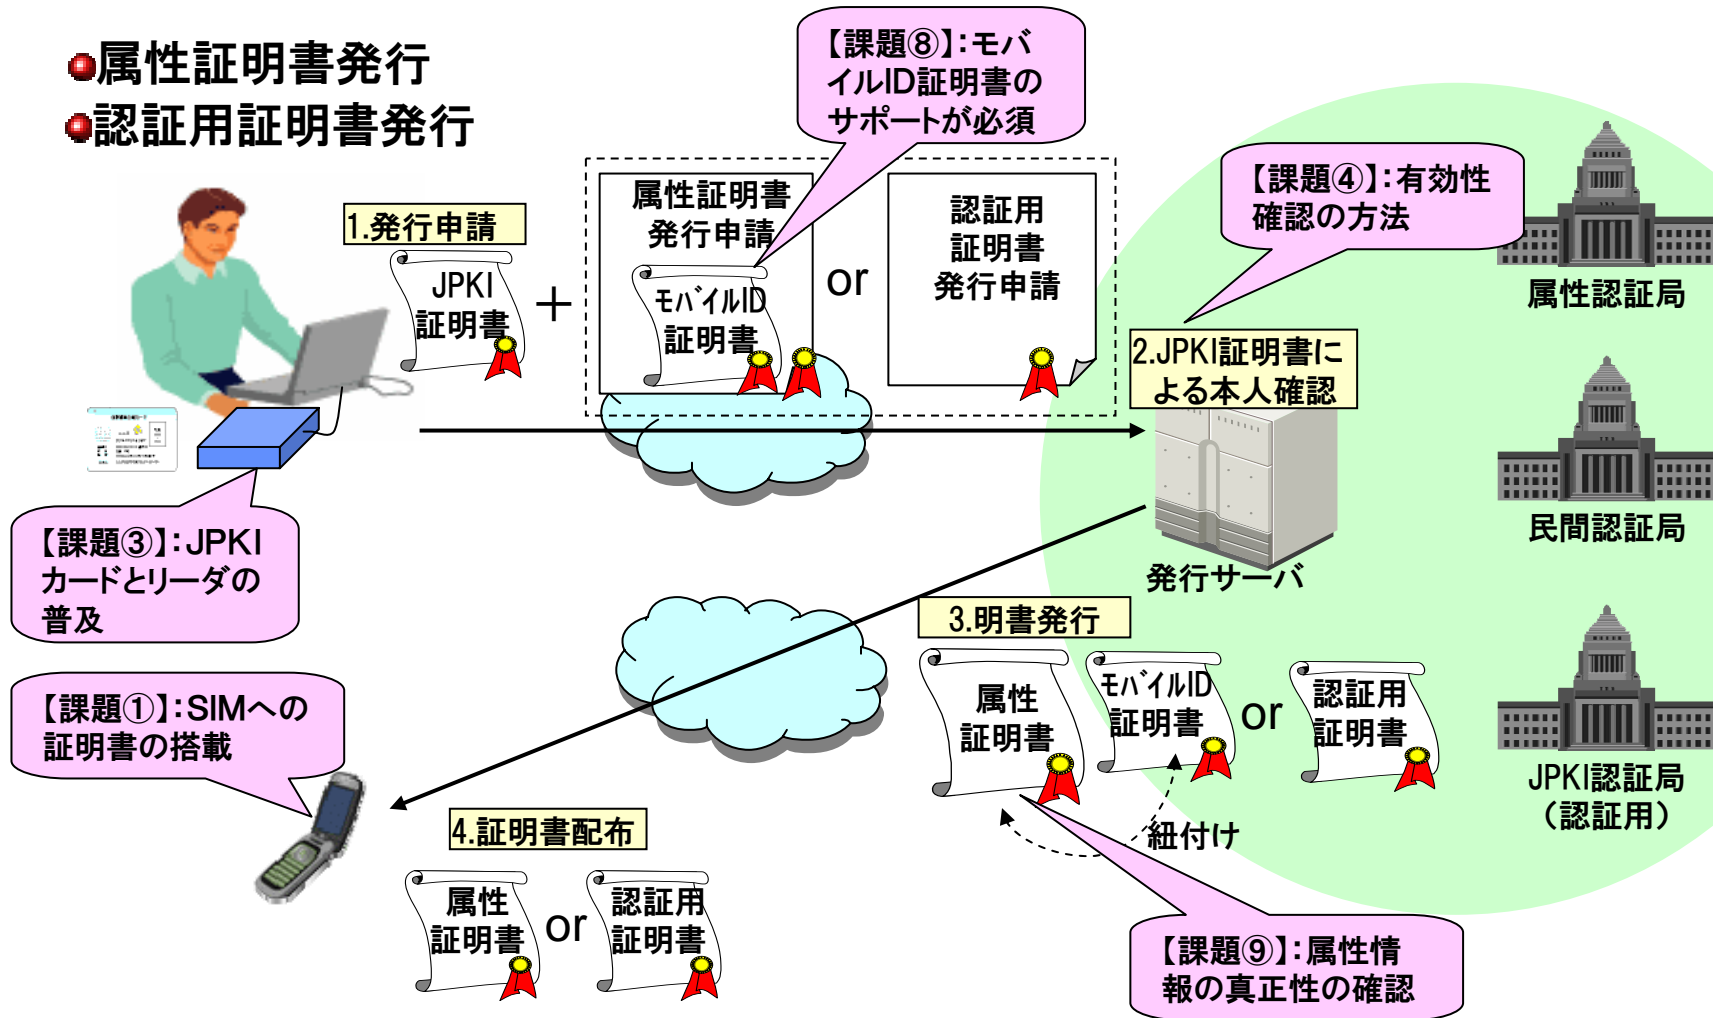 属性証明書発行
認証用証明書発行
【課題⑧】：モバ
イルID証明書の
サポートが必須
1.発行申請
JPKI
証明書
＋
属性証明書
発行申請
モバイルID
証明書
or
認証用
証明書
発行申請
【課題④】：有効性
確認の方法
属性認証局
2.JPKI証明書に
よる本人確認
民間認証局
発行サーバ
【課題③】：JPKI
カードとリーダの
普及
3.明書発行
属性
証明書
モバイルID
証明書
or
認証用
証明書
JPKI認証局
（認証用）
紐付け
【課題①】：SIMへの
証明書の搭載
4.証明書配布
属性
証明書
or
認証用
証明書
【課題⑨】：属性情
報の真正性の確認